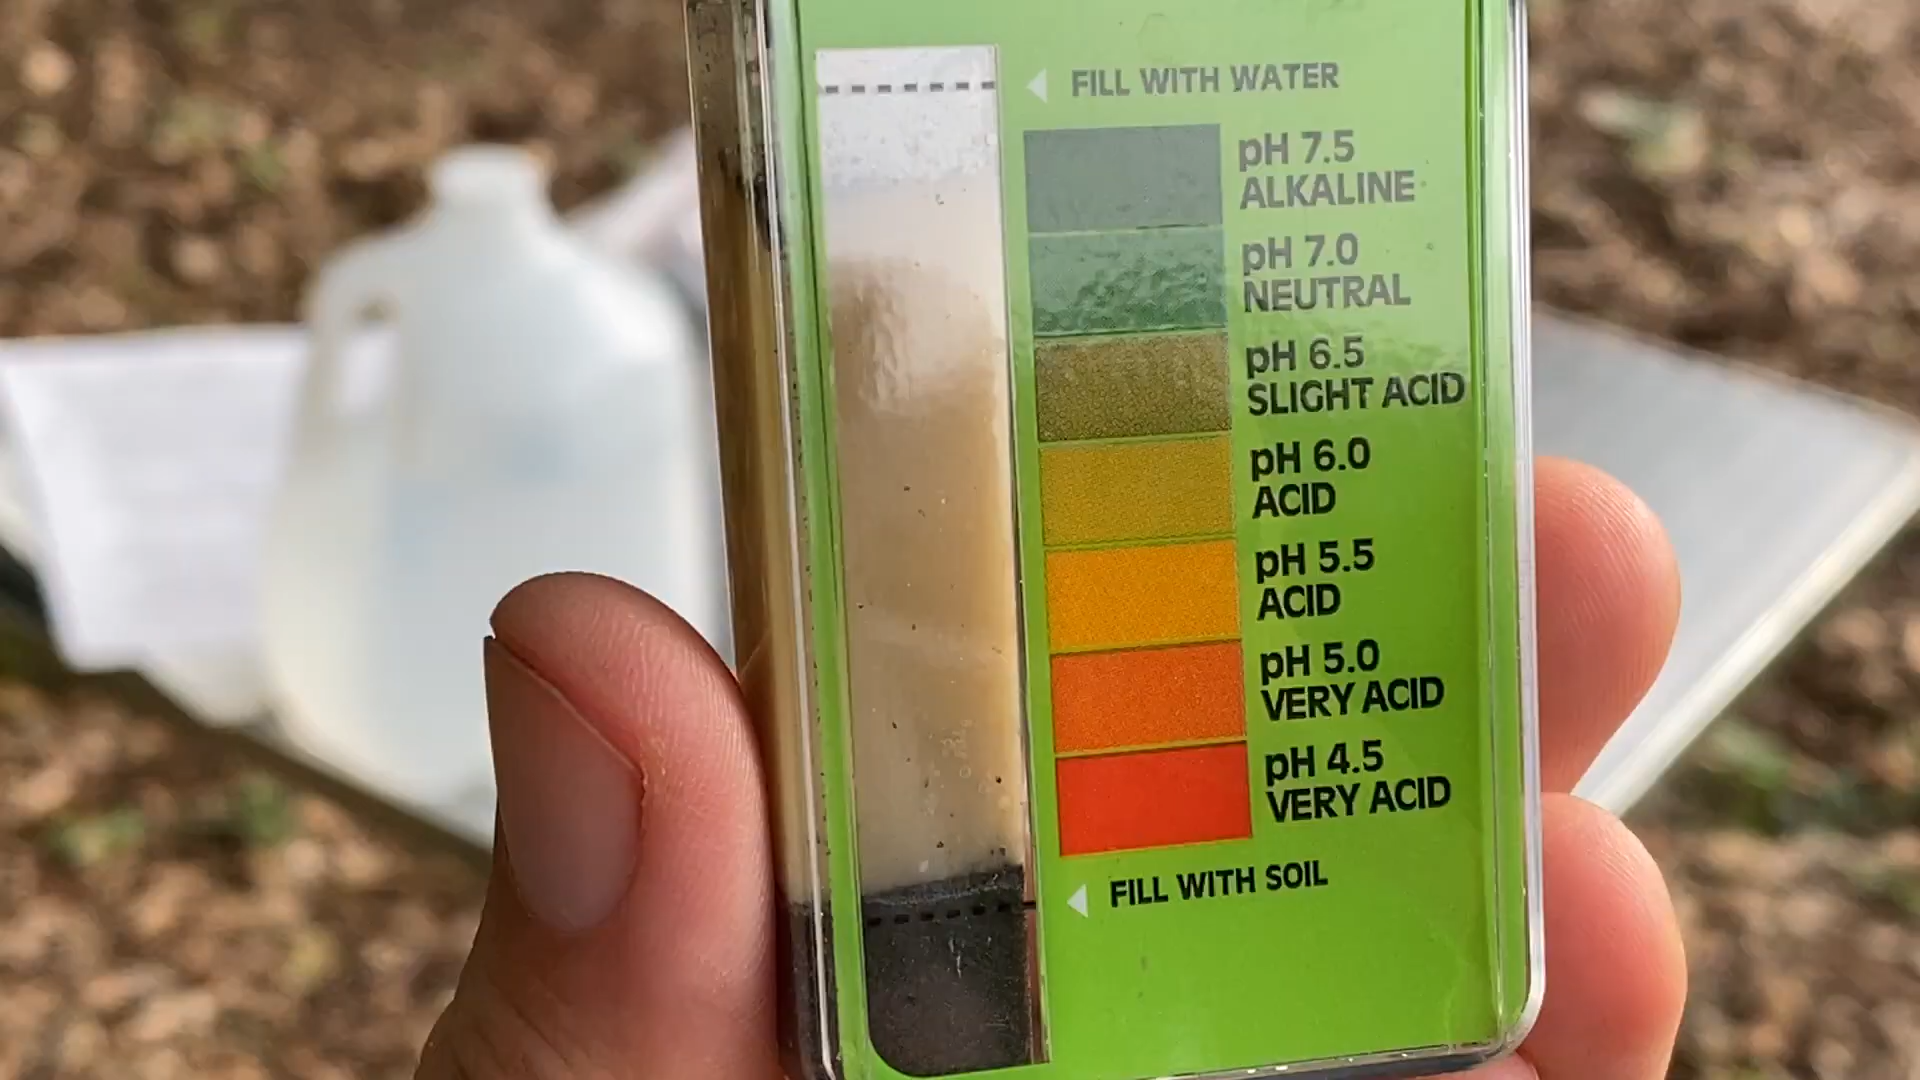 FILL WITH WATER
pH 7.5
ALKALINE
pH 7.0
NEUTRAL
pH 6.5
SLIGHT ACID
pH 6.0
ACID
pH 5.5
ACID
pH 5.0
VERY ACID
pH 4.5
VERY ACID
FILL WITH SOIL